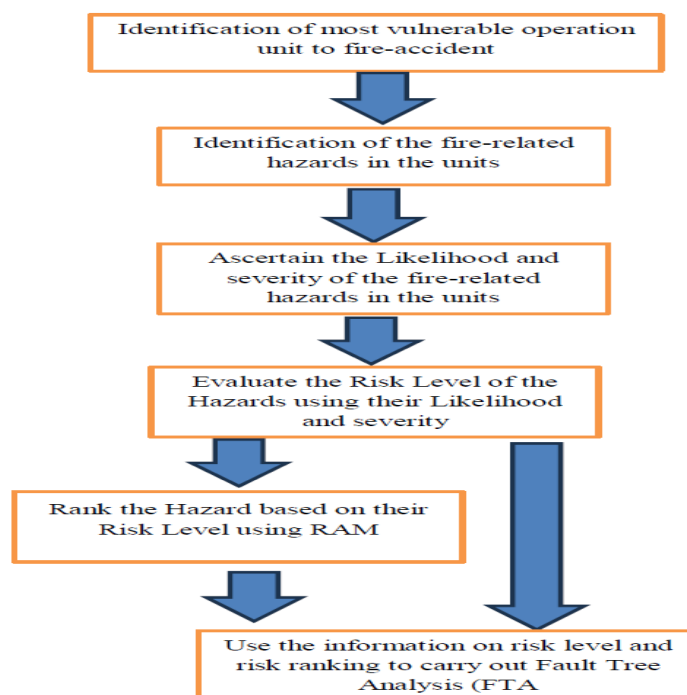 Identification of most vulnerable operation
unit to fire-accident
Identification of the fire-related
hazards in the units
Ascertain the Likelihood and
severity of the fire-related
hazards in the units
Evaluate the Risk Level of the
Hazards using their Likelihood
and severity
Rank the Hazard based on their
Risk Level using RAM
Use the information on risk level and
risk ranking to carry out Fault Tree
Analysis (FTA